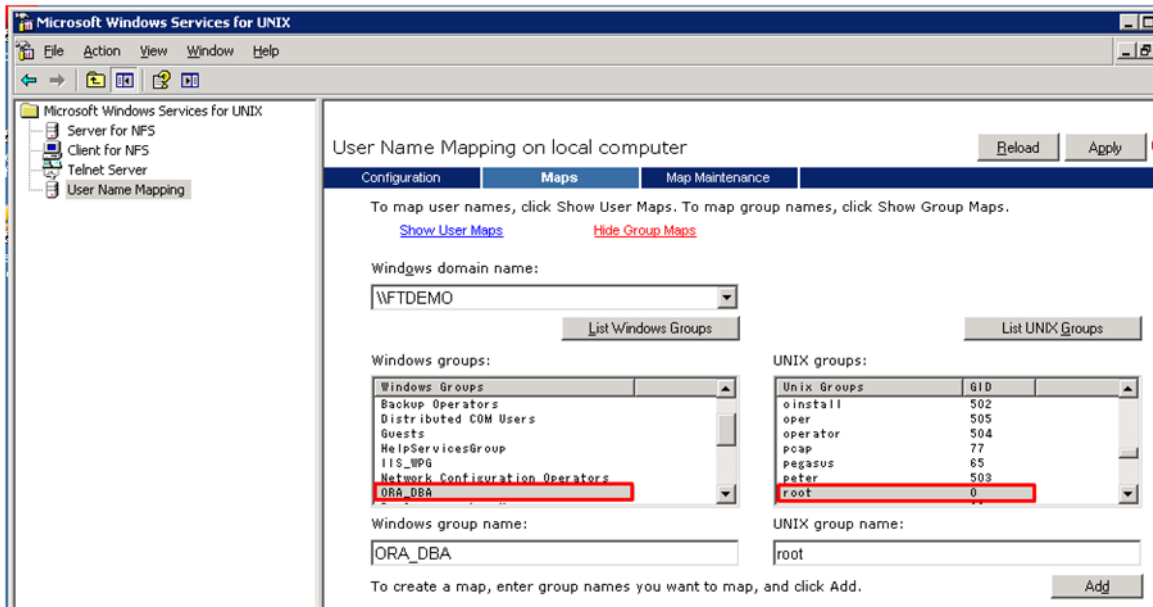 Microsoft Windows Services for UNIX
File Action View Window Help
Microsoft Windows Services for UNIX
Server for NFS
Client for NFS
Telnet Server
User Name Mapping
User Name Mapping on local computer
Reload Apply
Configuration Maps Map Maintenance
To map user names, click Show User Maps. To map group names, click Show Group Maps.
Show User Maps Hide Group Maps
Windows domain name:
\\FTDEMO
List Windows Groups List UNIX Groups
Windows groups: UNIX groups:
Windows Groups Unix Groups GID
Backup Operators oinstall 502
Distributed COM Users oper 505
Guests operator 504
HelpServicesGroup pcap 77
IIS_WPG pegasus 65
Network Configuration Operators peter 503
ORA_DBA root 0
Windows group name: UNIX group name:
ORA_DBA root
To create a map, enter group names you want to map, and click Add.
Add